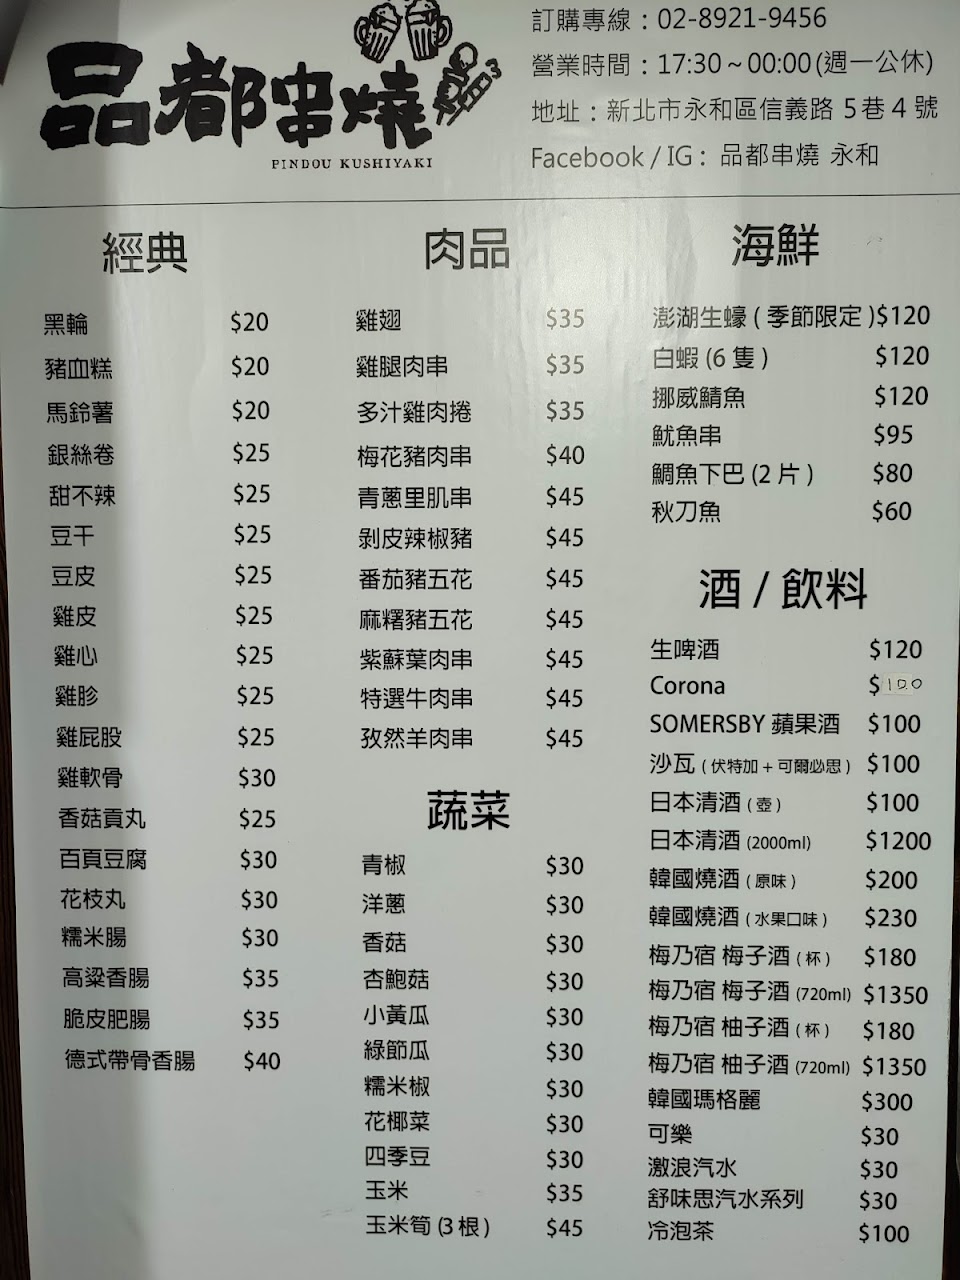 品都串燒
PINDOU KUSHIYAKI
訂購專線：02-8921-9456
營業時間：17:30～00:00(週一公休)
地址：新北市永和區信義路 5巷4號
Facebook / IG： 品都串燒 永和
經典
黑輪 $20
豬血糕 $20
馬鈴薯 $20
銀絲卷 $25
甜不辣 $25
豆干 $25
豆皮 $25
雞皮 $25
雞心 $25
雞胗 $25
雞屁股 $25
雞軟骨 $30
香菇貢丸 $25
百頁豆腐 $30
花枝丸 $30
糯米腸 $30
高粱香腸 $35
脆皮肥腸 $35
德式帶骨香腸 $40
肉品
雞翅 $35
雞腿肉串 $35
多汁雞肉捲 $35
梅花豬肉串 $40
青蔥里肌串 $45
剝皮辣椒豬 $45
番茄豬五花 $45
麻糬豬五花 $45
紫蘇葉肉串 $45
特選牛肉串 $45
孜然羊肉串 $45
蔬菜
青椒 $30
洋蔥 $30
香菇 $30
杏鮑菇 $30
小黃瓜 $30
綠節瓜 $30
糯米椒 $30
花椰菜 $30
四季豆 $30
玉米 $35
玉米筍 (3根) $45
海鮮
澎湖生蠔 ( 季節限定 )$120
白蝦 (6 隻 ) $120
挪威鯖魚 $120
魷魚串 $95
鯛魚下巴 (2 片 ) $80
秋刀魚 $60
酒 / 飲料
生啤酒 $120
Corona $100
SOMERSBY 蘋果酒 $100
沙瓦 ( 伏特加 + 可爾必思 ) $100
日本清酒 ( 壺 ) $100
日本清酒 (2000ml) $1200
韓國燒酒 ( 原味 ) $200
韓國燒酒 ( 水果口味 ) $230
梅乃宿 梅子酒 ( 杯 ) $180
梅乃宿 梅子酒 (720ml) $1350
梅乃宿 柚子酒 ( 杯 ) $180
梅乃宿 柚子酒 (720ml) $1350
韓國瑪格麗 $300
可樂 $30
激浪汽水 $30
舒味思汽水系列 $30
冷泡茶 $100